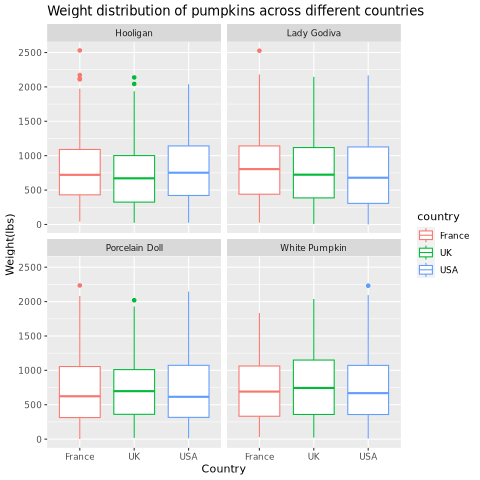 Weight distribution of pumpkins across different countries
Hooligan
Lady Godiva
2500
2000
1500
1000
500
0
Porcelain Doll
White Pumpkin
2500
2000
1500
1000
500
0
France
UK
USA
France
UK
USA
Country
Weight(lbs)
country
France
UK
USA